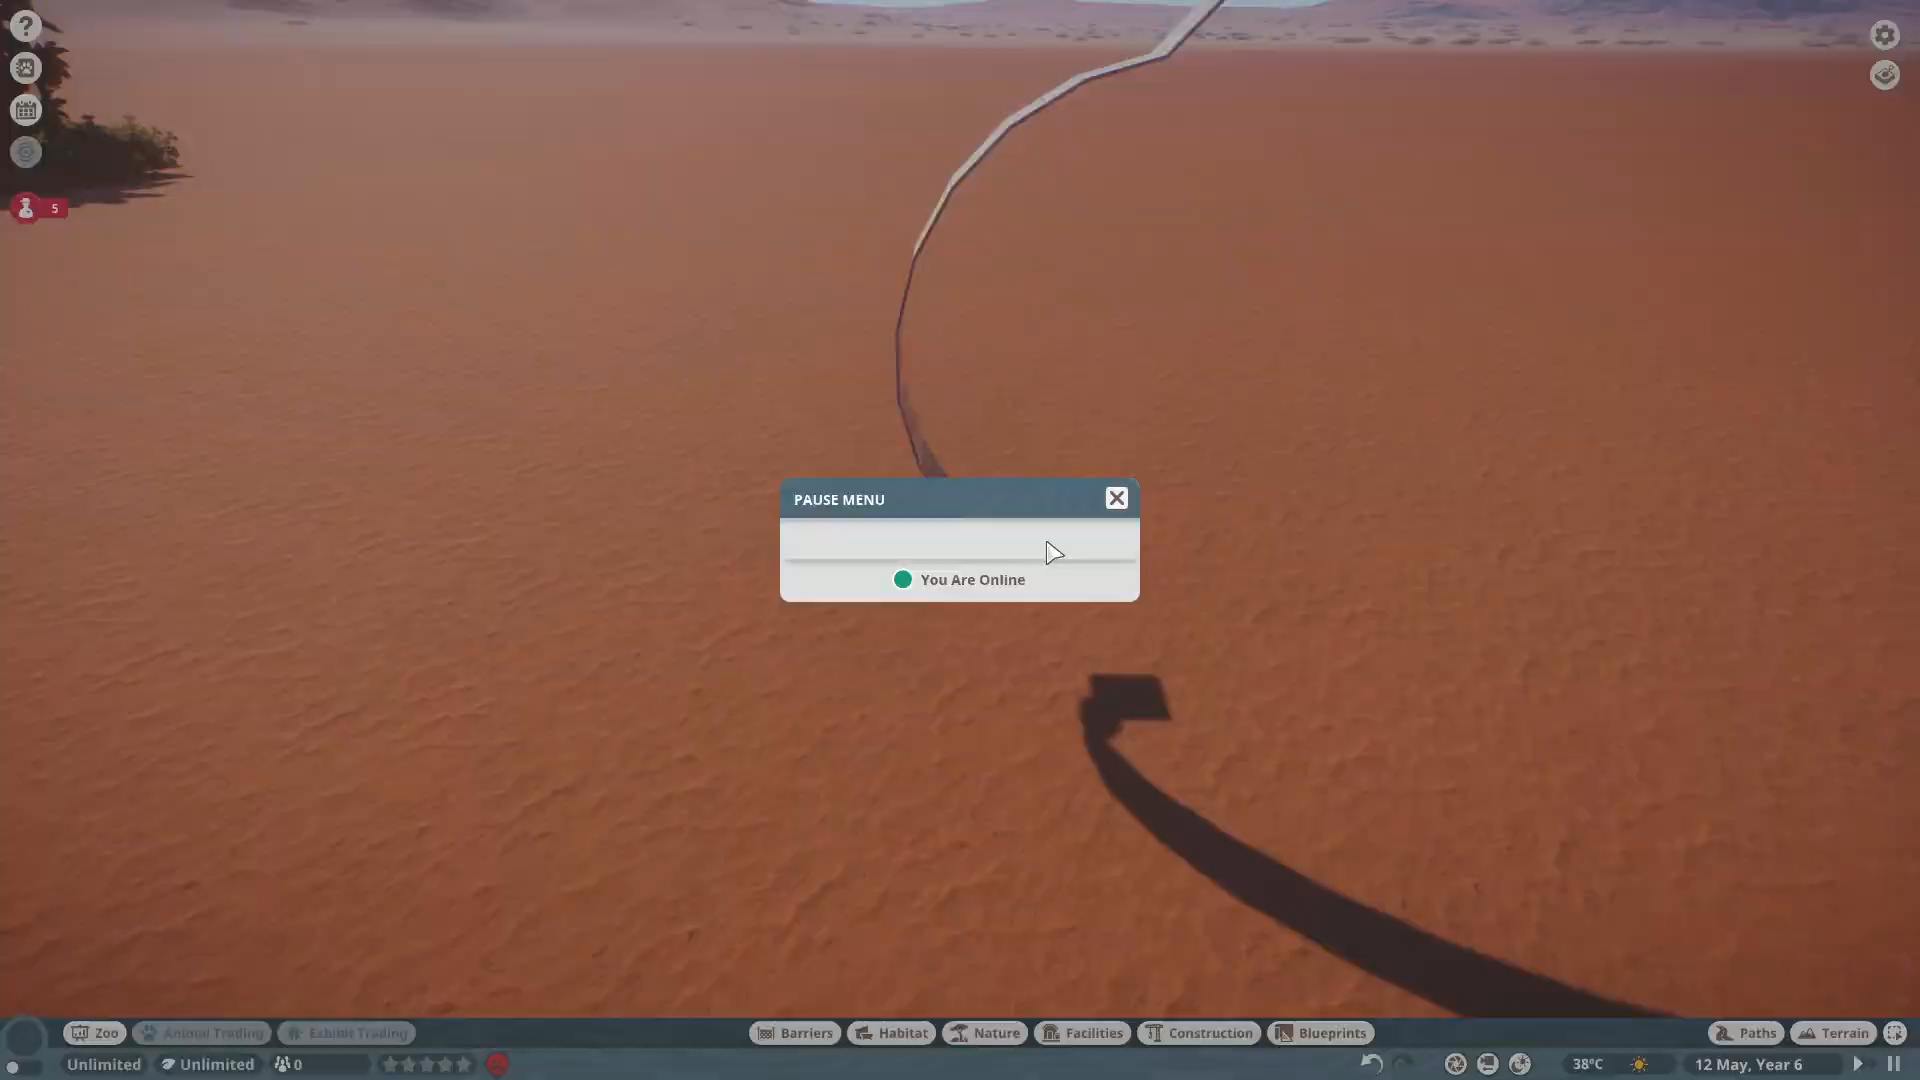 5
PAUSE MENU
You Are Online
Zoo
Animal Trading
Exhibit Trading
Barriers
Habitat
Nature
Facilities
Construction
Blueprints
Paths
Terrain
Unlimited
Unlimited
0
38°C
12 May, Year 6